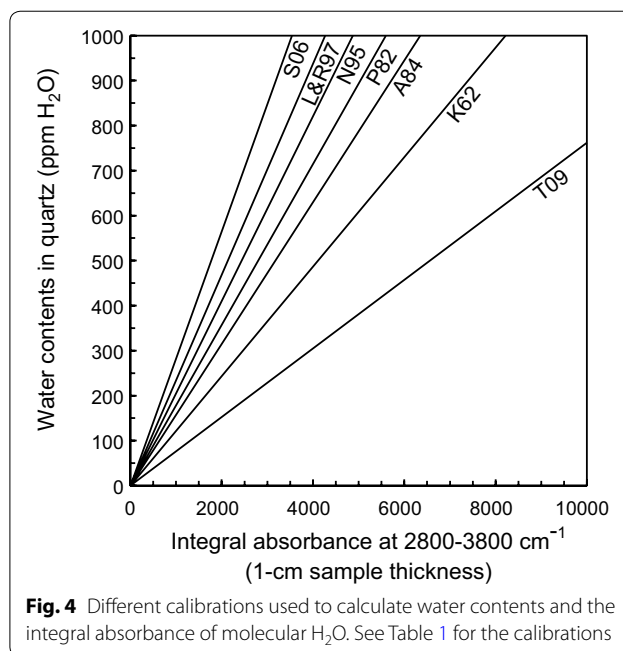 Water contents in quartz (ppm H₂O)
1000
900
800
700
600
500
400
300
200
100
0
S06
L&R97
N95
P82
A84
K62
T09
0 2000 4000 6000 8000 10000
Integral absorbance at 2800-3800 cm⁻¹
(1-cm sample thickness)
Fig. 4 Different calibrations used to calculate water contents and the
integral absorbance of molecular H₂O. See Table 1 for the calibrations